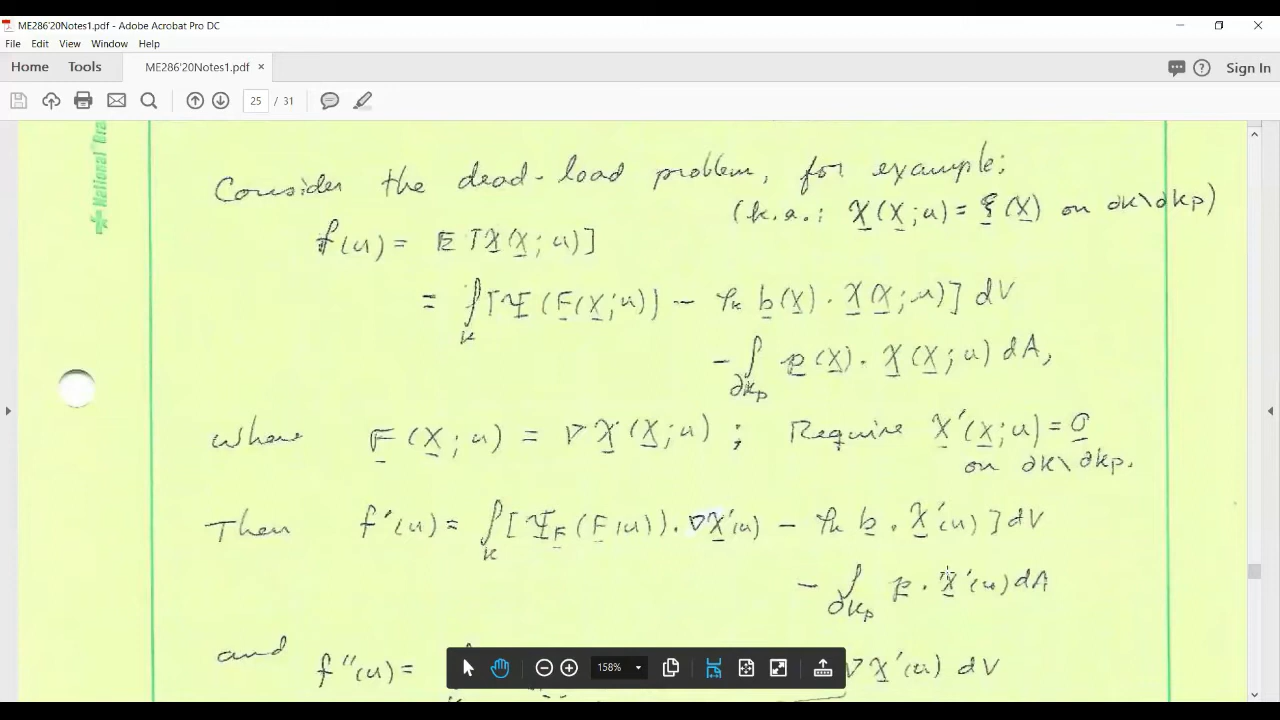 ME286'20Notes1.pdf - Adobe Acrobat Pro DC
File Edit View Window Help
Home Tools ME286'20Notes1.pdf × Sign In
25 / 31
Consider the dead-load problem, for example:
(k.a.: χ(X;u) = ξ(X) on ∂κ\∂κp)
f(u) = E[χ(X;u)]
= ∫κ [Ψ(F(X;u)) - ρκ b(X) · χ(X;u)] dV
- ∫∂κp p(X) · χ(X;u) dA,
where F(X;u) = ∇χ(X;u) ; Require χ'(X;u) = 0
on ∂κ\∂κp.
Then f'(u) = ∫κ [ΨF(F(u)) · ∇χ'(u) - ρκ b · χ'(u)] dV
- ∫∂κp p · χ'(u) dA
and f''(u) = ∇χ'(u) dV
158%